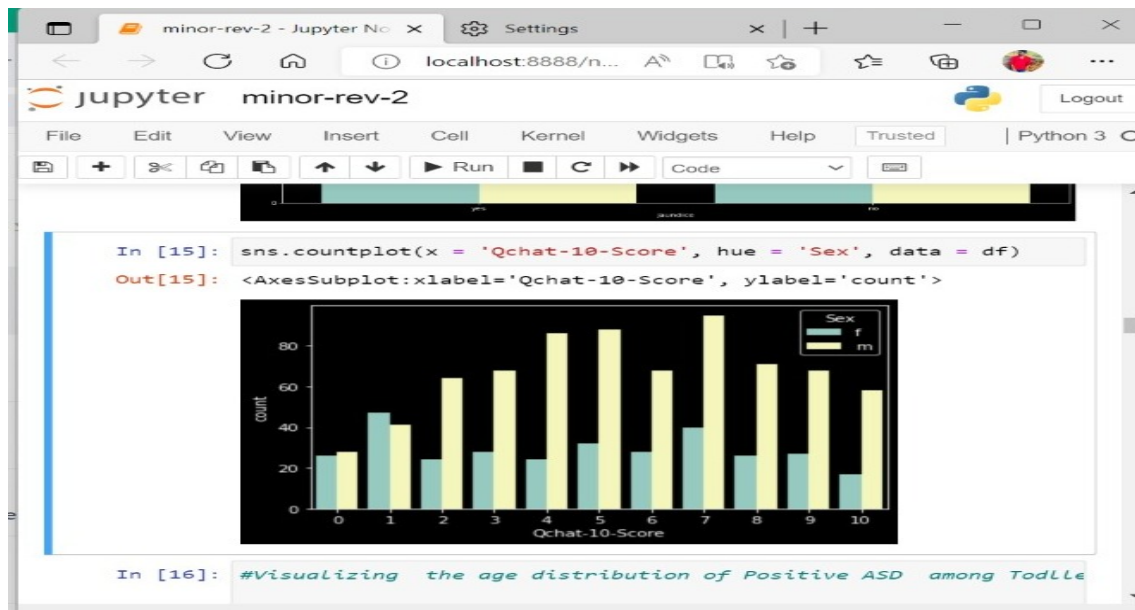 minor-rev-2 - Jupyter No
Settings
localhost:8888/n...
jupyter minor-rev-2
Logout
File Edit View Insert Cell Kernel Widgets Help Trusted Python 3
Run Code
0
yes no
jaundice
In [15]: sns.countplot(x = 'Qchat-10-Score', hue = 'Sex', data = df)
Out[15]: <AxesSubplot:xlabel='Qchat-10-Score', ylabel='count'>
Sex
f
m
80
60
40
20
0
count
0 1 2 3 4 5 6 7 8 9 10
Qchat-10-Score
In [16]: #Visualizing the age distribution of Positive ASD among Todlle